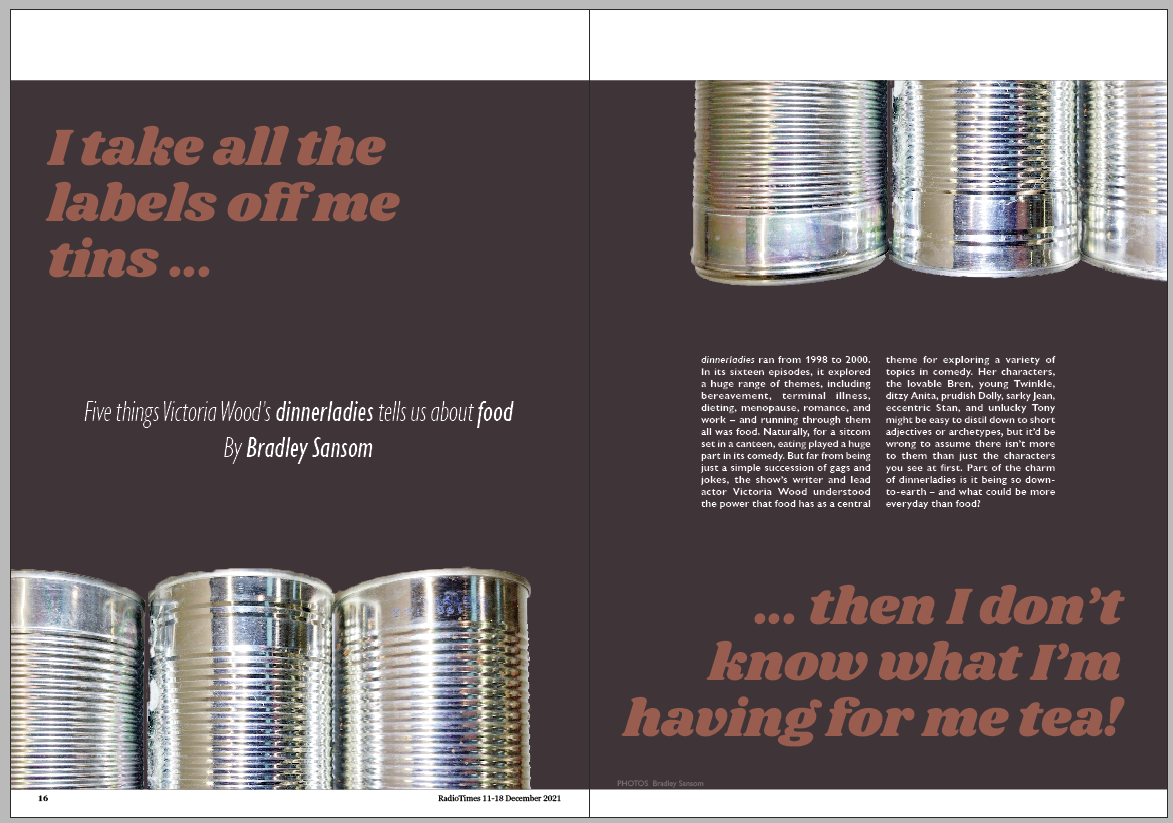 I take all the
labels off me
tins ...
Five things Victoria Wood's dinnerladies tells us about food
By Bradley Sansom
16
RadioTimes 11-18 December 2021
dinnerladies ran from 1998 to 2000.
In its sixteen episodes, it explored
a huge range of themes, including
bereavement, terminal illness,
dieting, menopause, romance, and
work – and running through them
all was food. Naturally, for a sitcom
set in a canteen, eating played a huge
part in its comedy. But far from being
just a simple succession of gags and
jokes, the show's writer and lead
actor Victoria Wood understood
the power that food has as a central
theme for exploring a variety of
topics in comedy. Her characters,
the lovable Bren, young Twinkle,
ditzy Anita, prudish Dolly, sarky Jean,
eccentric Stan, and unlucky Tony
might be easy to distil down to short
adjectives or archetypes, but it'd be
wrong to assume there isn't more
to them than just the characters
you see at first. Part of the charm
of dinnerladies is it being so down-
to-earth – and what could be more
everyday than food?
... then I don't
know what I'm
having for me tea!
PHOTOS Bradley Sansom